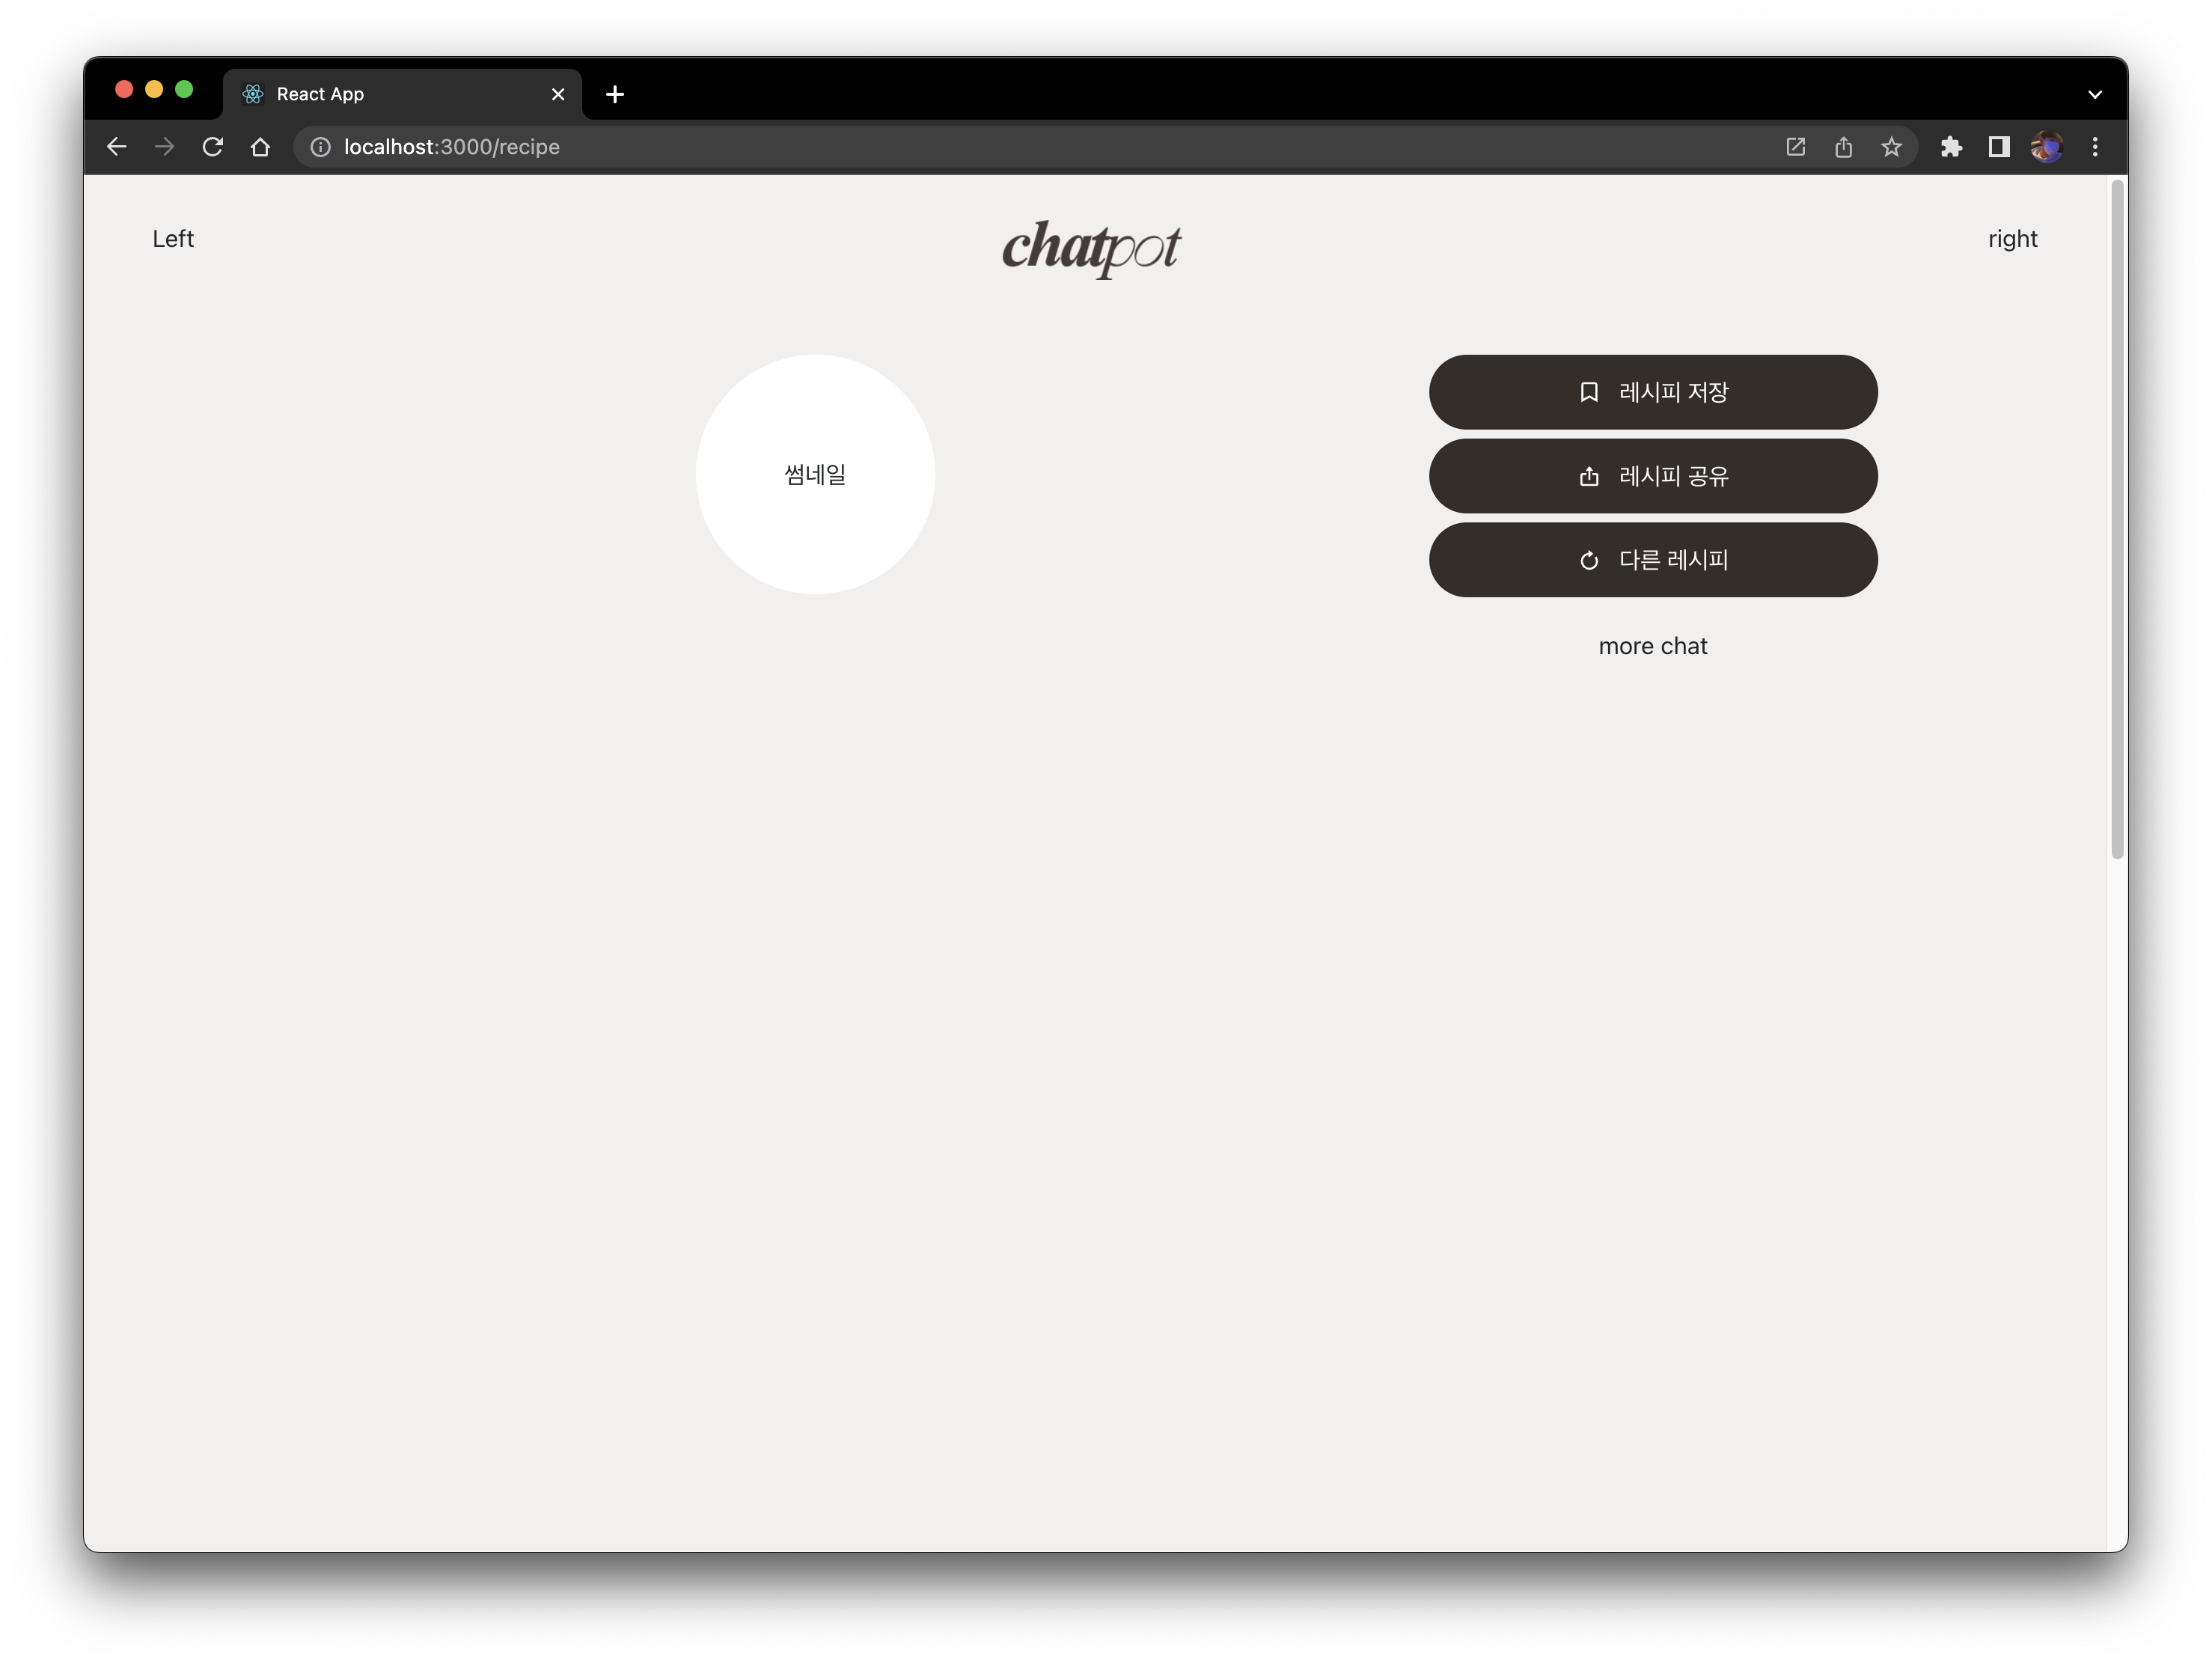 React App
localhost:3000/recipe
Left
chatpot
right
썸네일
레시피 저장
레시피 공유
다른 레시피
more chat